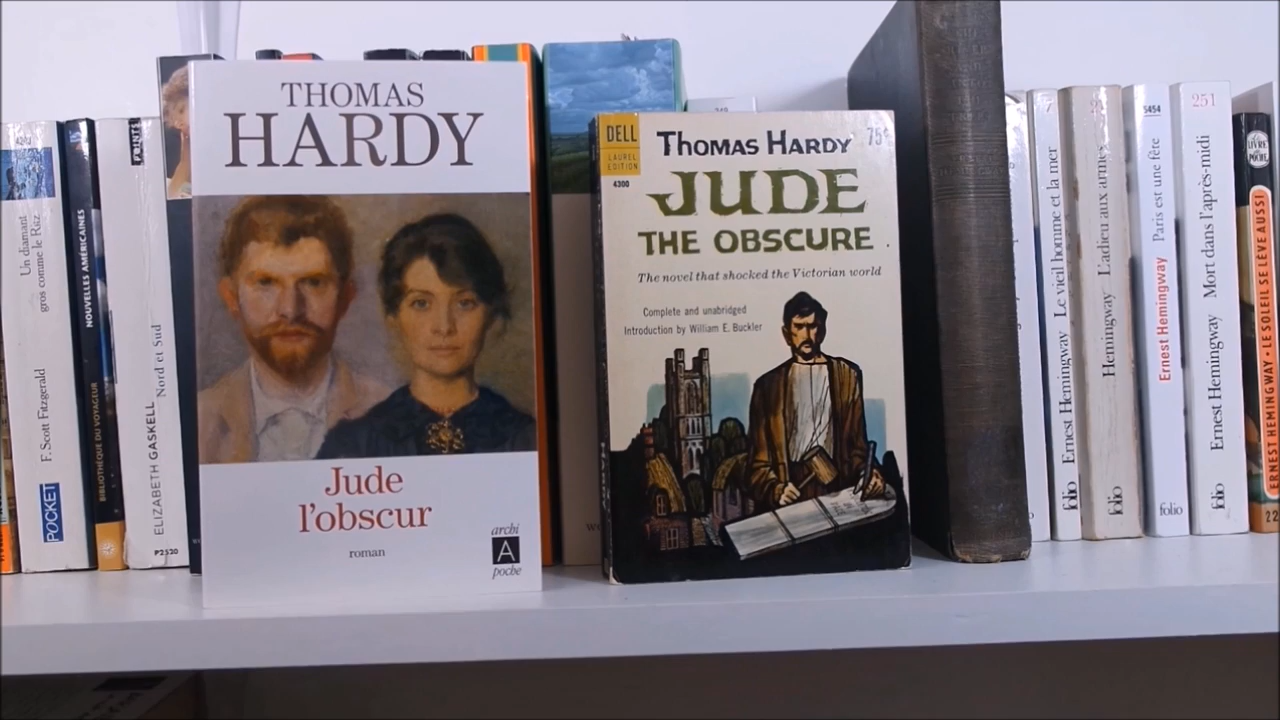 F. Scott Fitzgerald
Un diamant
gros comme le Ritz
POCKET
NOUVELLES AMÉRICAINES
BIBLIOTHÈQUE DU VOYAGEUR
POINTS
ELIZABETH GASKELL
Nord et Sud
P2520
THOMAS
HARDY
Jude
l'obscur
roman
archi
A
poche
DELL
LAUREL
EDITION
4300
Thomas HARDY
75¢
JUDE
THE OBSCURE
The novel that shocked the Victorian world
Complete and unabridged
Introduction by William E. Buckler
7
folio
Ernest Hemingway Le vieil homme et la mer
folio
Hemingway L'adieu aux armes
5454
folio
Ernest Hemingway Paris est une fête
251
folio
Ernest Hemingway Mort dans l'après-midi
LE LIVRE DE POCHE
ERNEST HEMINGWAY • LE SOLEIL SE LÈVE AUSSI